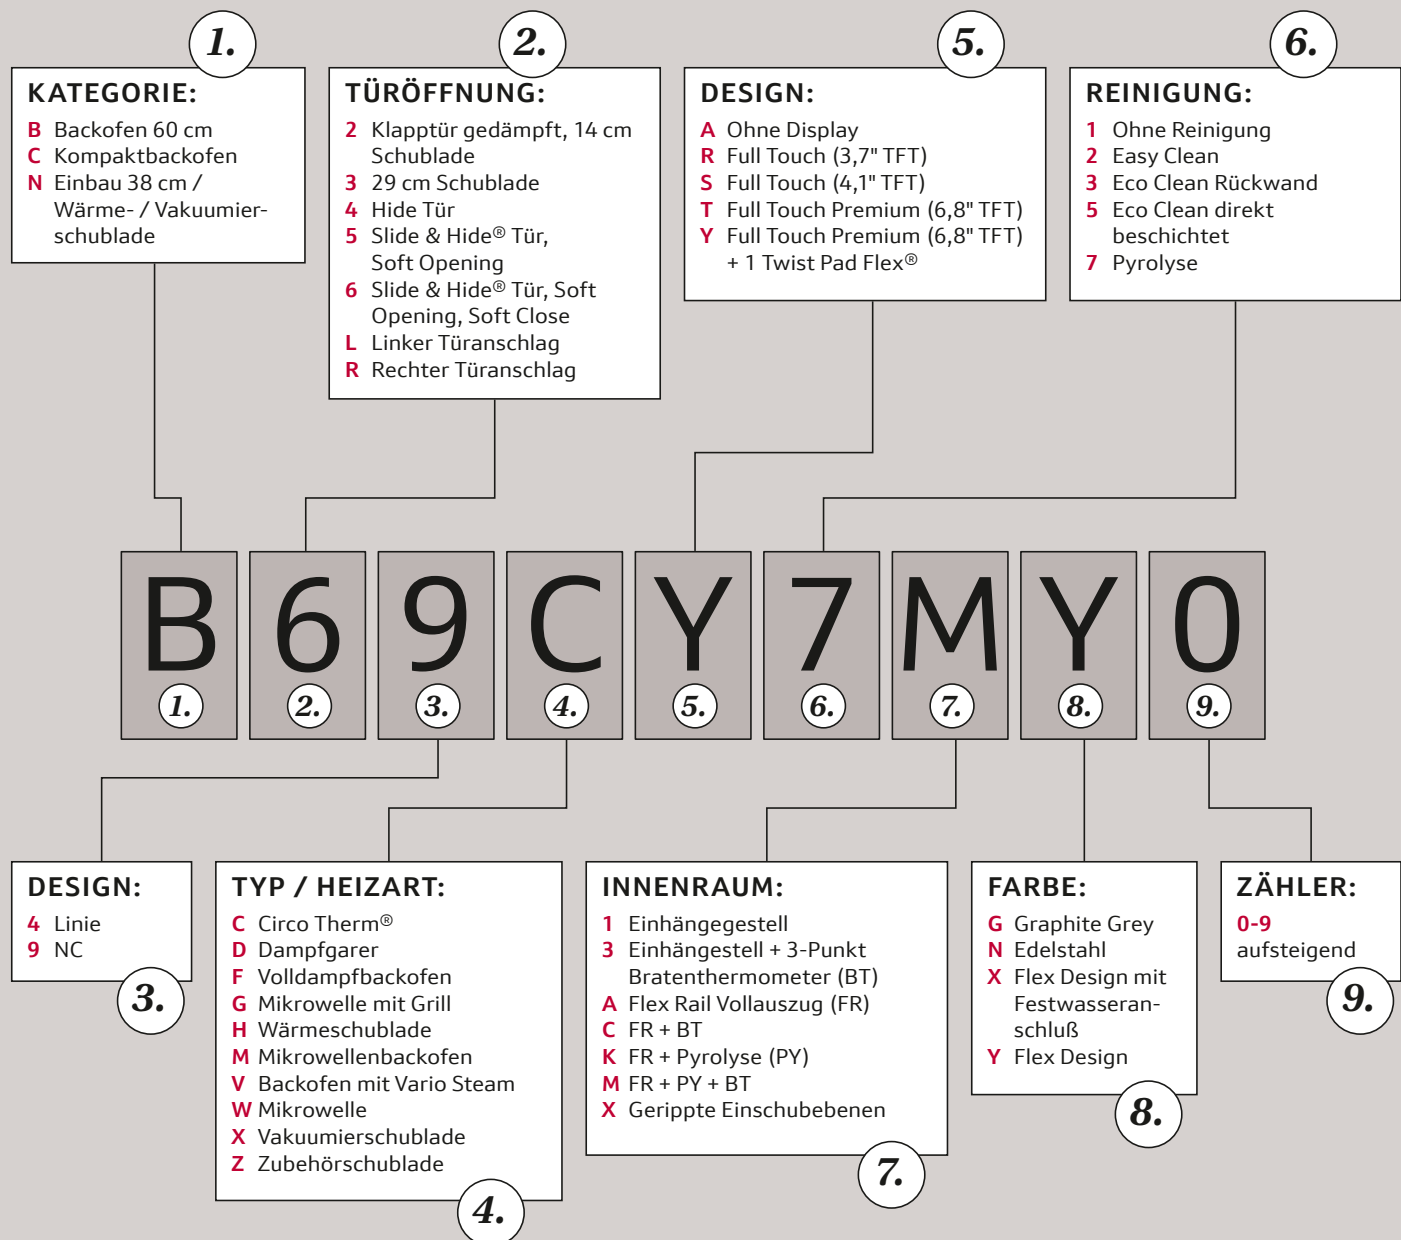 1.
KATEGORIE:
B Backofen 60 cm
C Kompaktbackofen
N Einbau 38 cm /
Wärme- / Vakuumier-
schublade
2.
TÜRÖFFNUNG:
2 Klapptür gedämpft, 14 cm
Schublade
3 29 cm Schublade
4 Hide Tür
5 Slide & Hide® Tür,
Soft Opening
6 Slide & Hide® Tür, Soft
Opening, Soft Close
L Linker Türanschlag
R Rechter Türanschlag
5.
DESIGN:
A Ohne Display
R Full Touch (3,7" TFT)
S Full Touch (4,1" TFT)
T Full Touch Premium (6,8" TFT)
Y Full Touch Premium (6,8" TFT)
+ 1 Twist Pad Flex®
6.
REINIGUNG:
1 Ohne Reinigung
2 Easy Clean
3 Eco Clean Rückwand
5 Eco Clean direkt
beschichtet
7 Pyrolyse
B 6 9 C Y 7 M Y 0
1. 2. 3. 4. 5. 6. 7. 8. 9.
DESIGN:
4 Linie
9 NC
3.
TYP / HEIZART:
C Circo Therm®
D Dampfgarer
F Volldampfbackofen
G Mikrowelle mit Grill
H Wärmeschublade
M Mikrowellenbackofen
V Backofen mit Vario Steam
W Mikrowelle
X Vakuumierschublade
Z Zubehörschublade
4.
INNENRAUM:
1 Einhängegestell
3 Einhängestell + 3-Punkt
Bratenthermometer (BT)
A Flex Rail Vollauszug (FR)
C FR + BT
K FR + Pyrolyse (PY)
M FR + PY + BT
X Gerippte Einschubebenen
7.
FARBE:
G Graphite Grey
N Edelstahl
X Flex Design mit
Festwasseran-
schluß
Y Flex Design
8.
ZÄHLER:
0-9
aufsteigend
9.